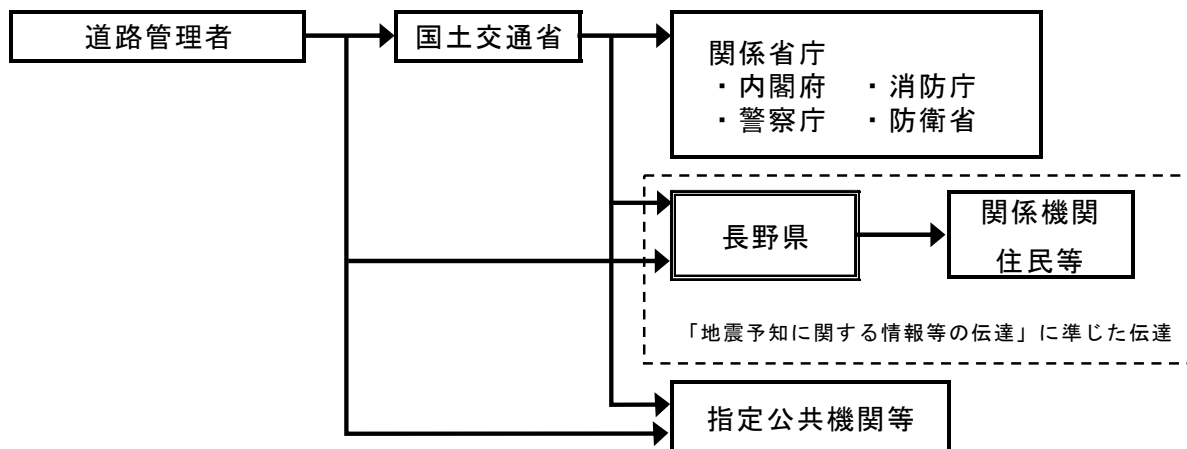 道路管理者
国土交通省
関係省庁
・内閣府 ・消防庁
・警察庁 ・防衛省
長野県
関係機関
住民等
「地震予知に関する情報等の伝達」に準じた伝達
指定公共機関等